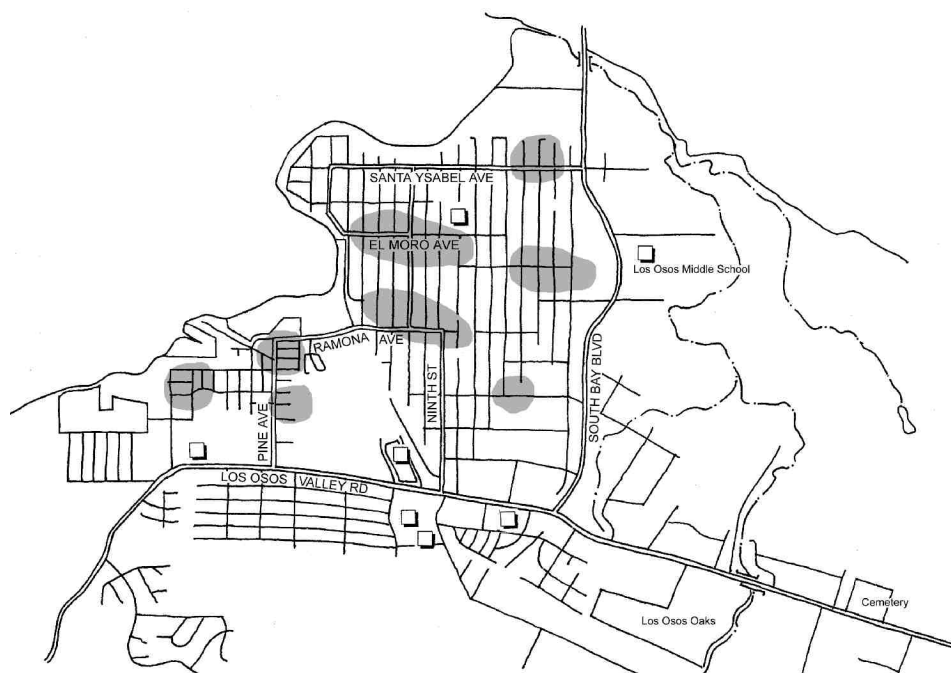 SANTA YSABEL AVE
EL MORO AVE
Los Osos Middle School
RAMONA AVE
SOUTH BAY BLVD
NINTH ST
PINE AVE
LOS OSOS VALLEY RD
Cemetery
Los Osos Oaks